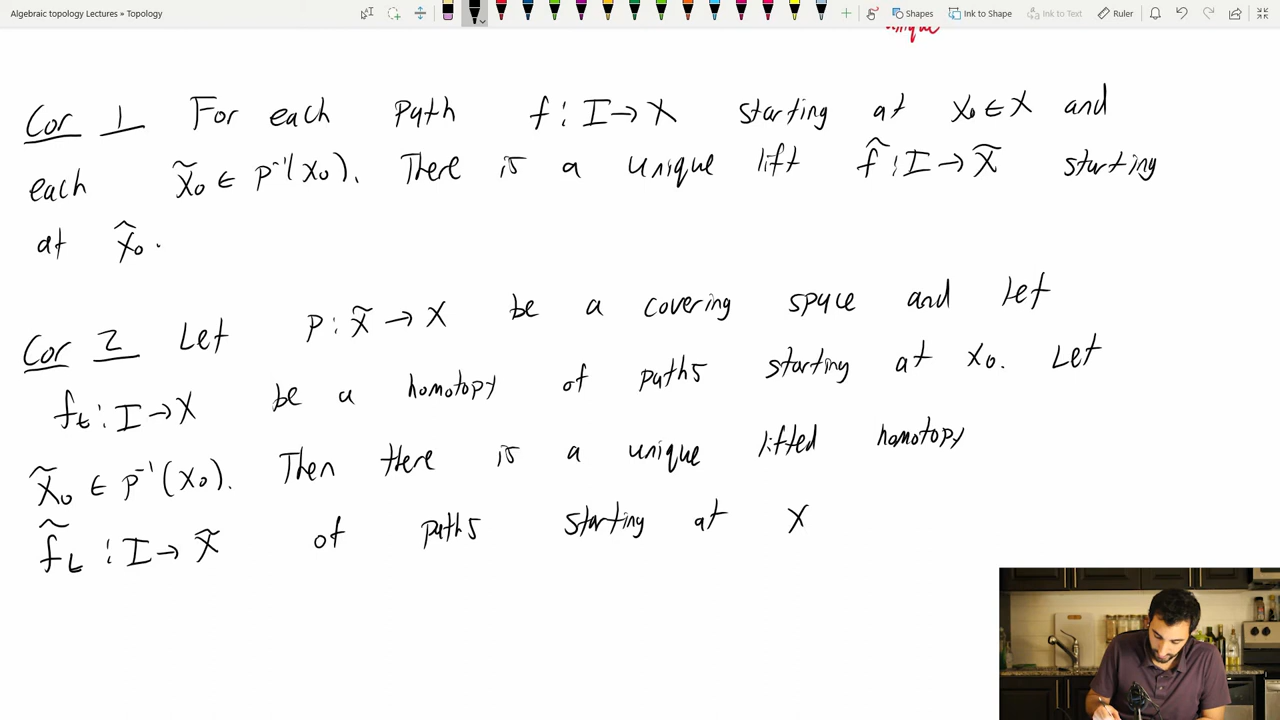 Algebraic topology Lectures » Topology
Shapes Ink to Shape Ink to Text Ruler
unique
Cor 1 For each path f : I → X starting at x₀ ∈ X and
each x̃₀ ∈ p⁻¹(x₀). There is a unique lift f̂ : I → X̃ starting
at x̂₀.
Cor 2 Let p : X̃ → X be a covering space and let
fₜ : I → X be a homotopy of paths starting at x₀. Let
x̃₀ ∈ p⁻¹(x₀). Then there is a unique lifted homotopy
f̃ₜ : I → X̃ of paths starting at X